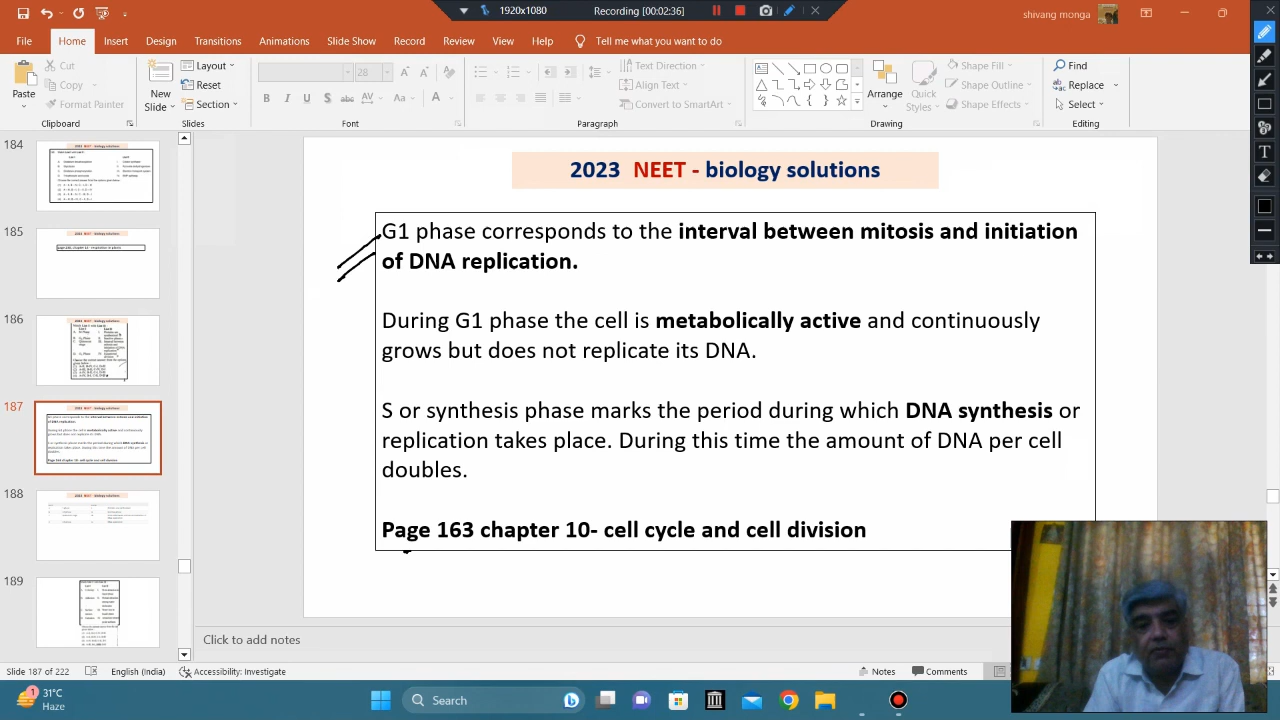 1920x1080
Recording [00:02:36]
shivang monga
File Home Insert Design Transitions Animations Slide Show Record Review View Help Tell me what you want to do
Paste
Cut
Copy
Format Painter
Clipboard
New Slide
Layout
Reset
Section
Slides
28
Font
Text Direction
Align Text
Convert to SmartArt
Paragraph
Arrange
Quick Styles
Shape Fill
Shape Outline
Shape Effects
Drawing
Find
Replace
Select
Editing
184
185
186
187
188
189
2023 NEET - biology solutions
G1 phase corresponds to the interval between mitosis and initiation
of DNA replication.
During G1 phase the cell is metabolically active and continuously
grows but does not replicate its DNA.
S or synthesis phase marks the period during which DNA synthesis or
replication takes place. During this time the amount of DNA per cell
doubles.
Page 163 chapter 10- cell cycle and cell division
Click to add notes
Slide 187 of 222 English (India) Accessibility: Investigate Notes Comments
1
31°C
Haze
Search